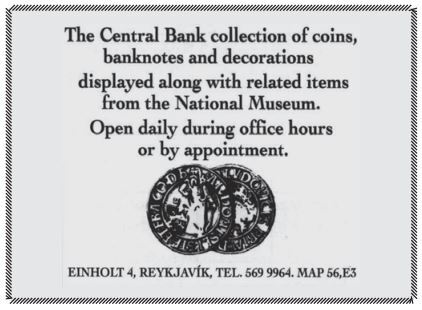 The Central Bank collection of coins,
banknotes and decorations
displayed along with related items
from the National Museum.
Open daily during office hours
or by appointment.
EINHOLT 4, REYKJAVÍK, TEL. 569 9964. MAP 56,E3